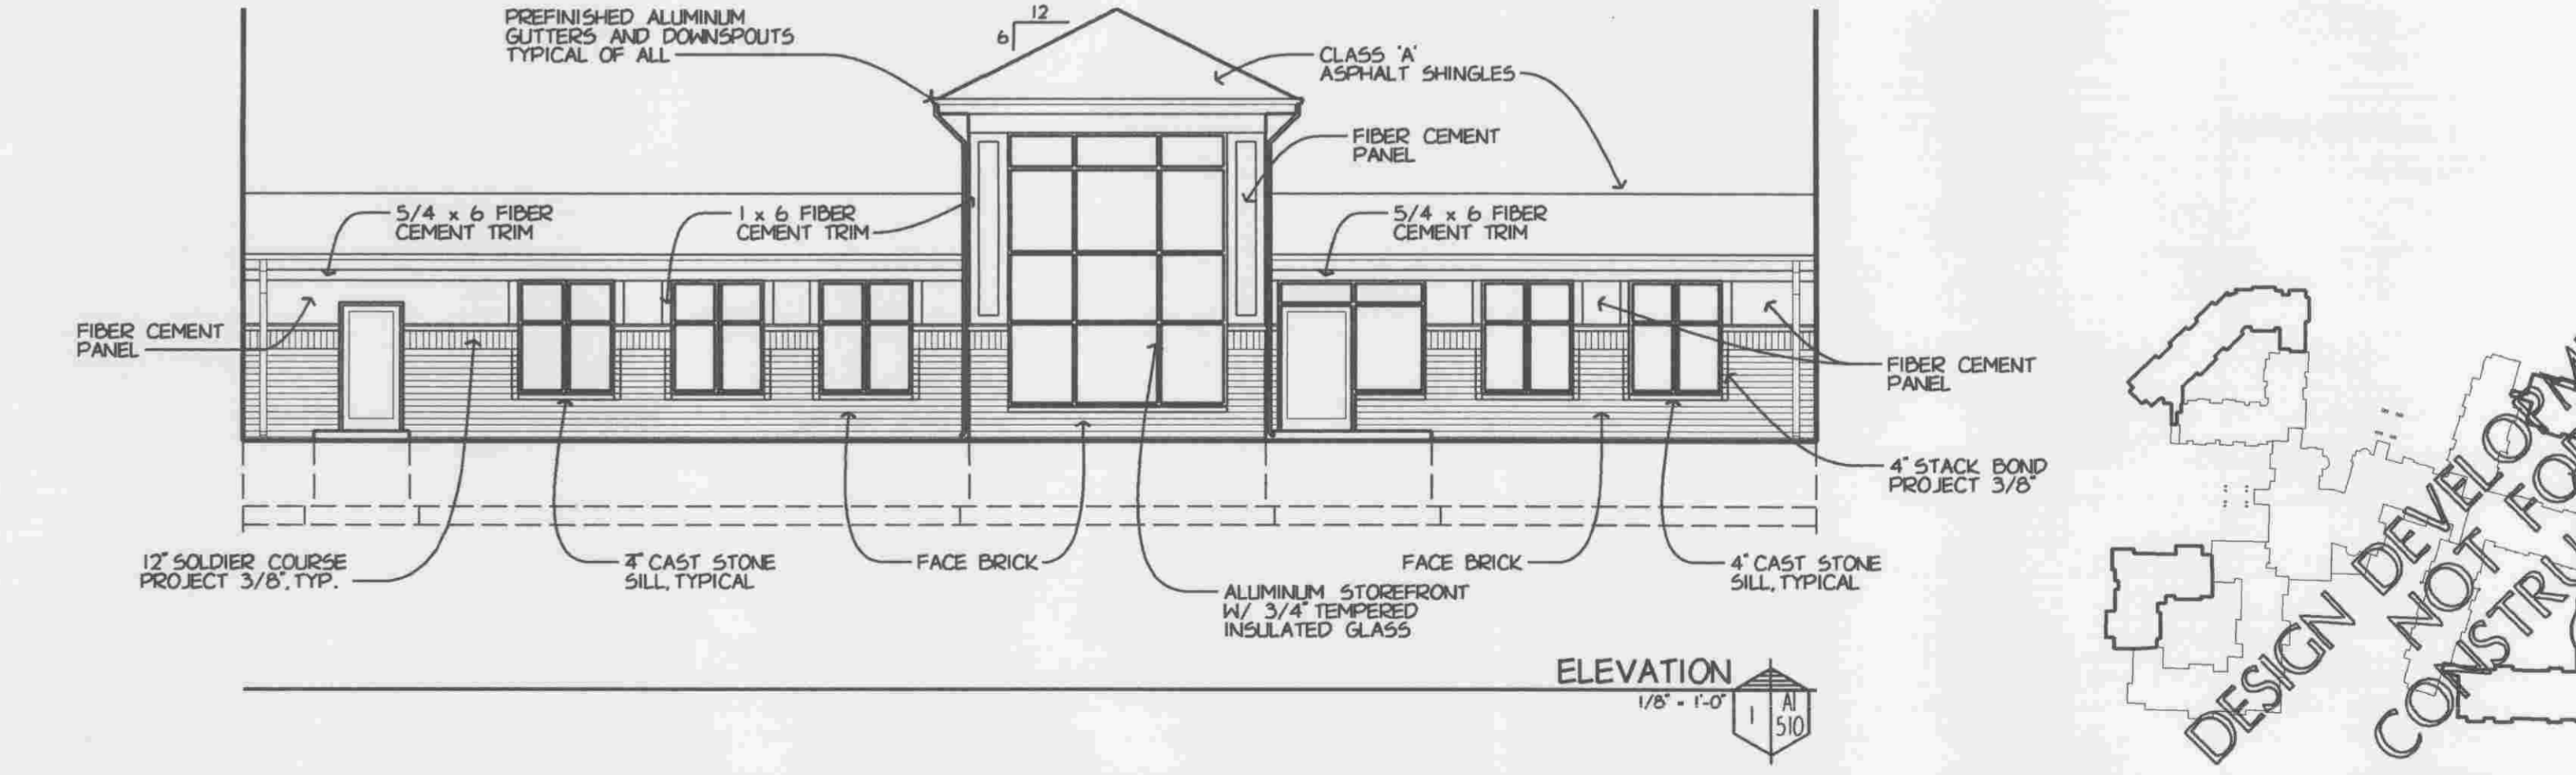 PREFINISHED ALUMINUM
GUTTERS AND DOWNSPOUTS
TYPICAL OF ALL
12
6
CLASS 'A'
ASPHALT SHINGLES
FIBER CEMENT
PANEL
5/4 x 6 FIBER
CEMENT TRIM
1 x 6 FIBER
CEMENT TRIM
5/4 x 6 FIBER
CEMENT TRIM
FIBER CEMENT
PANEL
FIBER CEMENT
PANEL
4" STACK BOND
PROJECT 3/8"
12" SOLDIER COURSE
PROJECT 3/8", TYP.
4" CAST STONE
SILL, TYPICAL
FACE BRICK
ALUMINUM STOREFRONT
W/ 3/4" TEMPERED
INSULATED GLASS
FACE BRICK
4" CAST STONE
SILL, TYPICAL
ELEVATION
1/8" = 1'-0"
1
A1
510
DESIGN DEVELOPM
NOT FO
CONSTRU